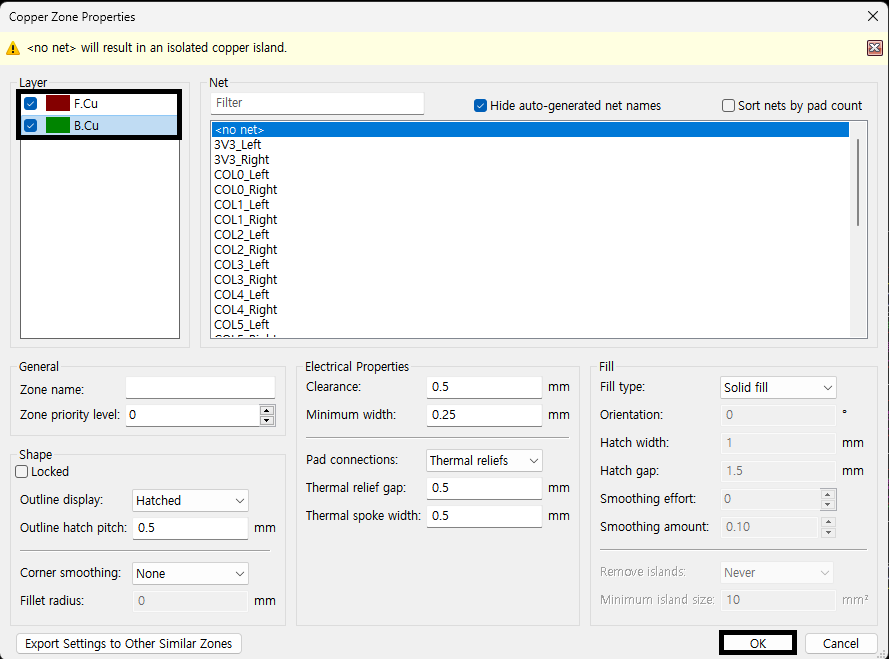 Copper Zone Properties
<no net> will result in an isolated copper island.
Layer
F.Cu
B.Cu
Net
Filter
Hide auto-generated net names
Sort nets by pad count
<no net>
3V3_Left
3V3_Right
COL0_Left
COL0_Right
COL1_Left
COL1_Right
COL2_Left
COL2_Right
COL3_Left
COL3_Right
COL4_Left
COL4_Right
COL5_Left
General
Zone name:
Zone priority level: 0
Shape
Locked
Outline display: Hatched
Outline hatch pitch: 0.5 mm
Corner smoothing: None
Fillet radius: 0 mm
Electrical Properties
Clearance: 0.5 mm
Minimum width: 0.25 mm
Pad connections: Thermal reliefs
Thermal relief gap: 0.5 mm
Thermal spoke width: 0.5 mm
Fill
Fill type: Solid fill
Orientation: 0 °
Hatch width: 1 mm
Hatch gap: 1.5 mm
Smoothing effort: 0
Smoothing amount: 0.10
Remove islands: Never
Minimum island size: 10 mm²
Export Settings to Other Similar Zones
OK
Cancel